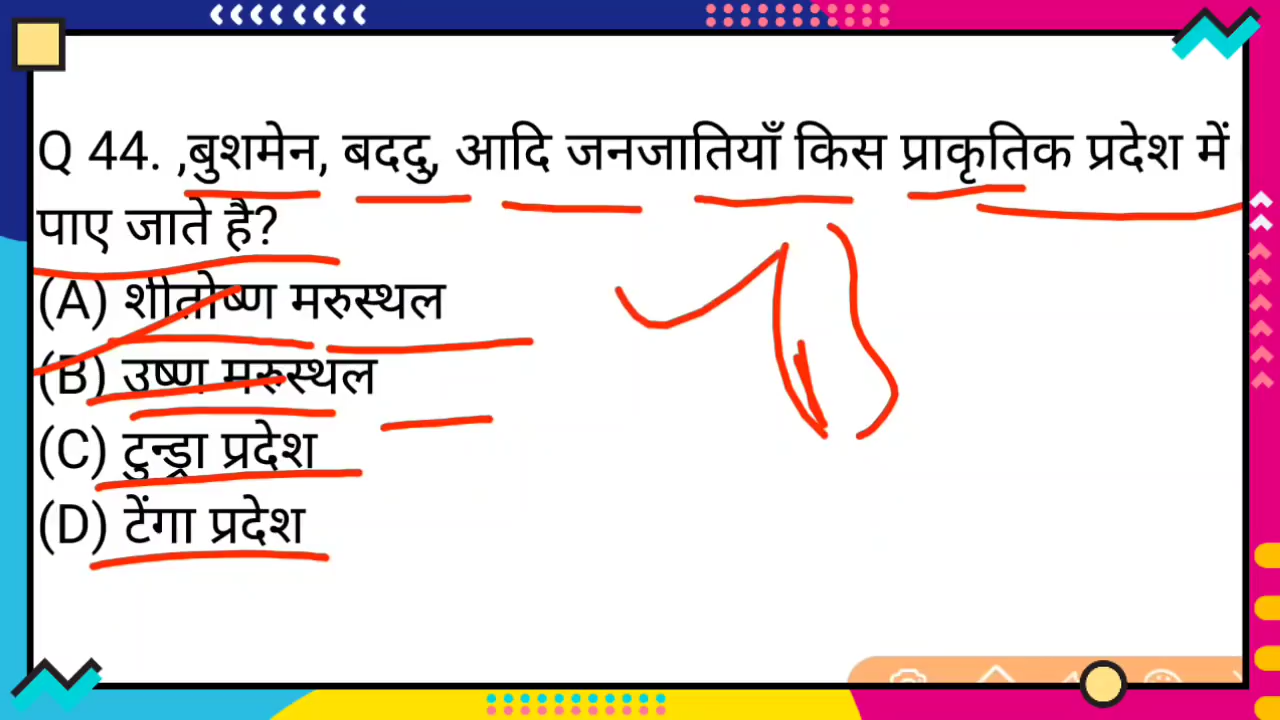 Q 44. ,बुशमेन, बददु, आदि जनजातियाँ किस प्राकृतिक प्रदेश में
पाए जाते है?
(A) शीतोष्ण मरुस्थल
(B) उष्ण मरुस्थल
(C) टुन्ड्रा प्रदेश
(D) टेंगा प्रदेश